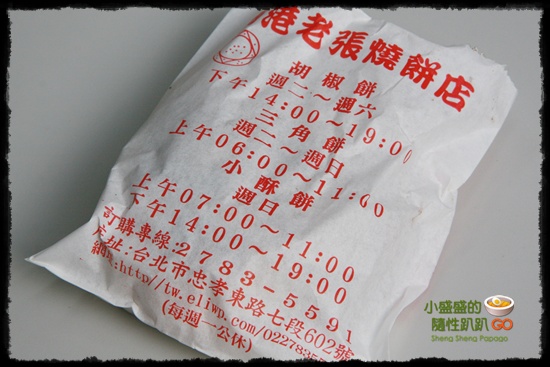 港老張燒餅店
胡椒餅
週二~週六
下午14:00~19:00
三角餅
週二~週日
上午06:00~11:00
小酥餅
週日
上午07:00~11:00
下午14:00~19:00
訂購專線:2783-5591
地址:台北市忠孝東路七段602號
網址:http//tw.eliwp.com/02278355
(每週一公休)
小盛盛的
隨性趴趴GO
Sheng Sheng Papago